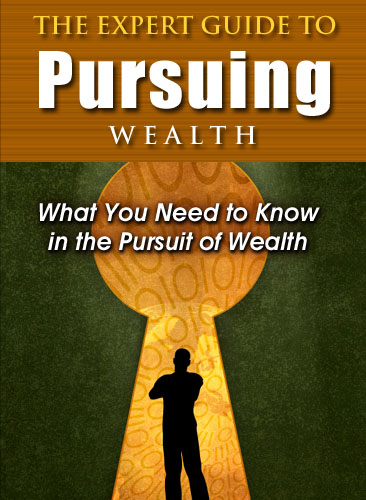 THE EXPERT GUIDE TO
Pursuing
WEALTH
What You Need to Know
in the Pursuit of Wealth